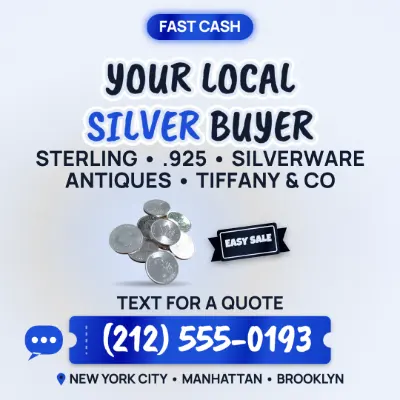 FAST CASH
YOUR LOCAL
SILVER BUYER
STERLING • .925 • SILVERWARE
ANTIQUES • TIFFANY & CO
EASY SALE
TEXT FOR A QUOTE
(212) 555-0193
NEW YORK CITY • MANHATTAN • BROOKLYN